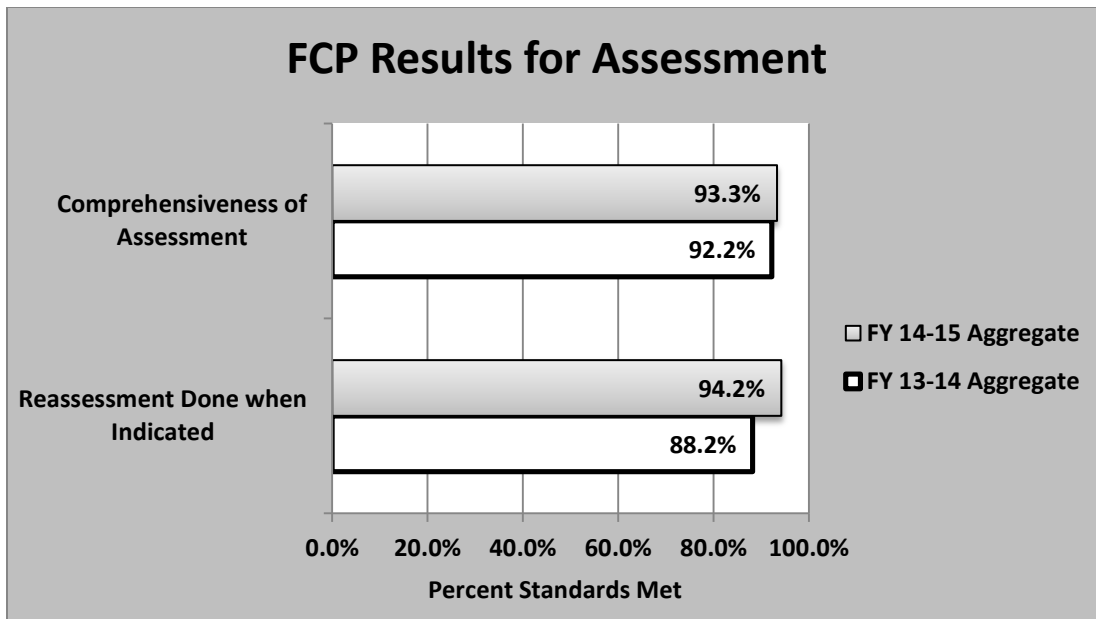 FCP Results for Assessment
Comprehensiveness of
Assessment
93.3%
92.2%
Reassessment Done when
Indicated
94.2%
88.2%
FY 14-15 Aggregate
FY 13-14 Aggregate
0.0% 20.0% 40.0% 60.0% 80.0% 100.0%
Percent Standards Met